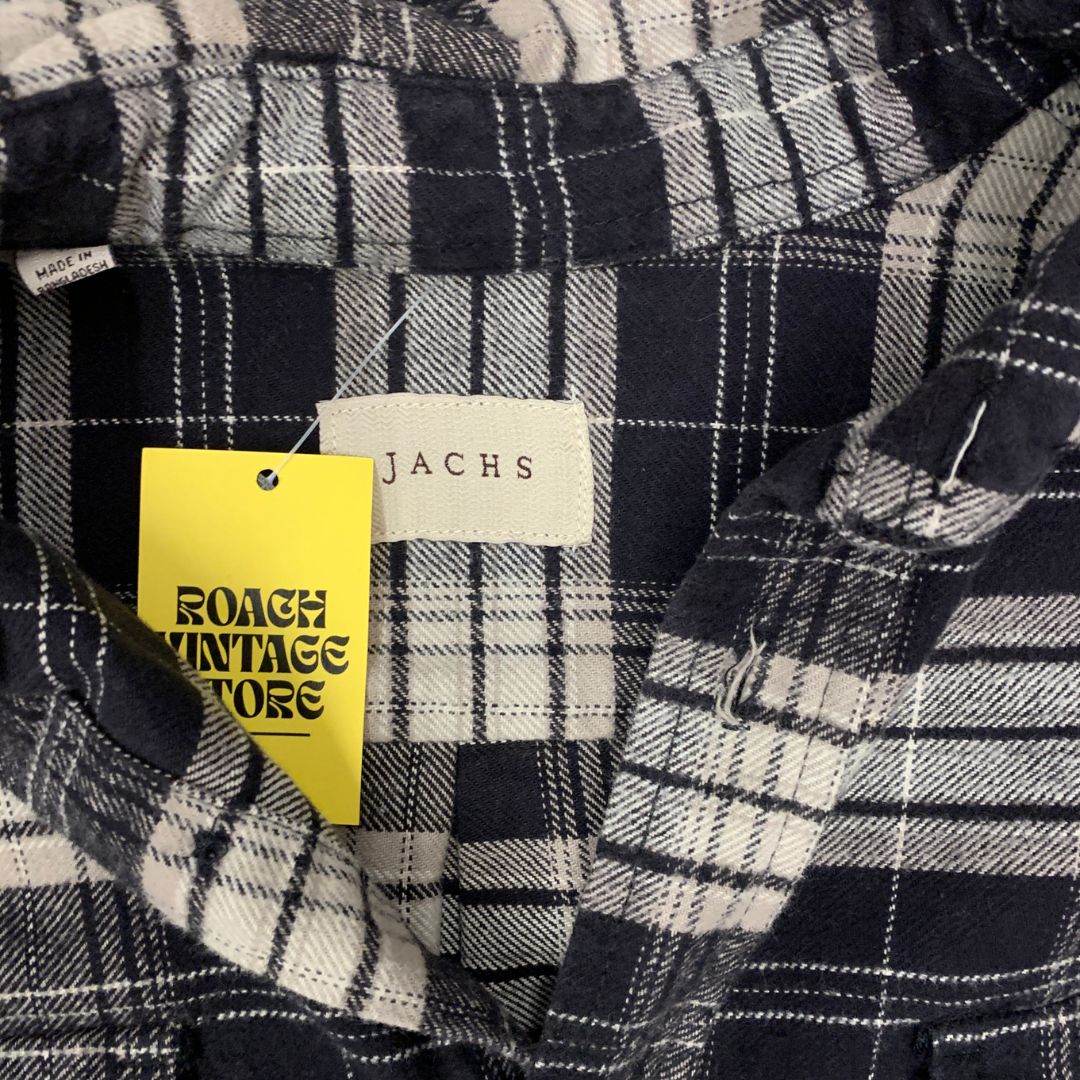 MADE IN
BANGLADESH
JACHS
ROACH
VINTAGE
STORE